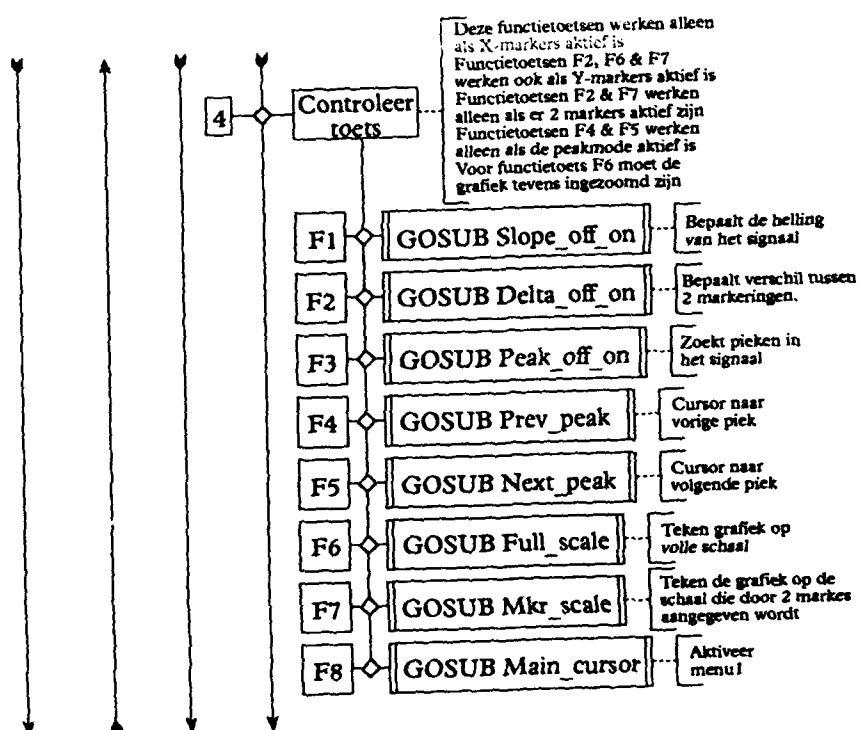 Deze functietoetsen werken alleen
als X-markers aktief is
Functietoetsen F2, F6 & F7
werken ook als Y-markers aktief is
Functietoetsen F2 & F7 werken
alleen als er 2 markers aktief zijn
Functietoetsen F4 & F5 werken
alleen als de peakmode aktief is
Voor functietoets F6 moet de
grafiek tevens ingezoomd zijn
4
Controleer
toets
F1
GOSUB Slope_off_on
Bepaalt de helling
van het signaal
F2
GOSUB Delta_off_on
Bepaalt verschil tussen
2 markeringen.
F3
GOSUB Peak_off_on
Zoekt pieken in
het signaal
F4
GOSUB Prev_peak
Cursor naar
vorige piek
F5
GOSUB Next_peak
Cursor naar
volgende piek
F6
GOSUB Full_scale
Teken grafiek op
volle schaal
F7
GOSUB Mkr_scale
Teken de grafiek op de
schaal die door 2 markes
aangegeven wordt
F8
GOSUB Main_cursor
Aktiveer
menu1